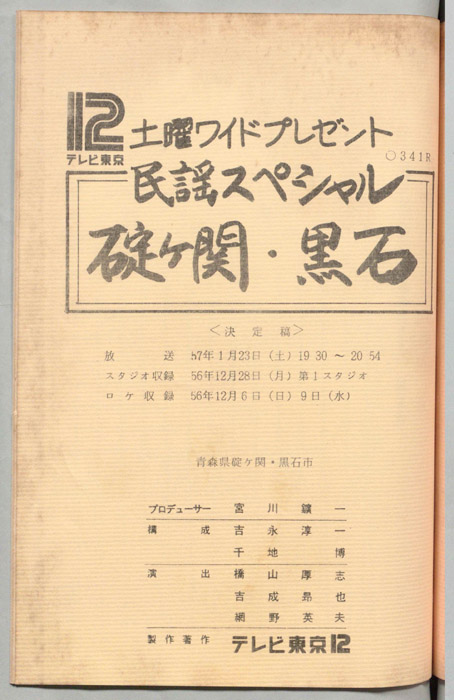 12
テレビ東京
土曜ワイドプレゼント
○341R
民謡スペシャル
碇ヶ関・黒石
＜決定稿＞
放送 57年1月23日（土）19 30 〜 20 54
スタジオ収録 56年12月28日（月）第1スタジオ
ロケ収録 56年12月6日（日）9日（水）
青森県碇ヶ関・黒石市
プロデューサー 宮川鑛一
構成 吉永淳一
千地博
演出 橋山厚志
吉成昻也
網野英夫
製作著作 テレビ東京12